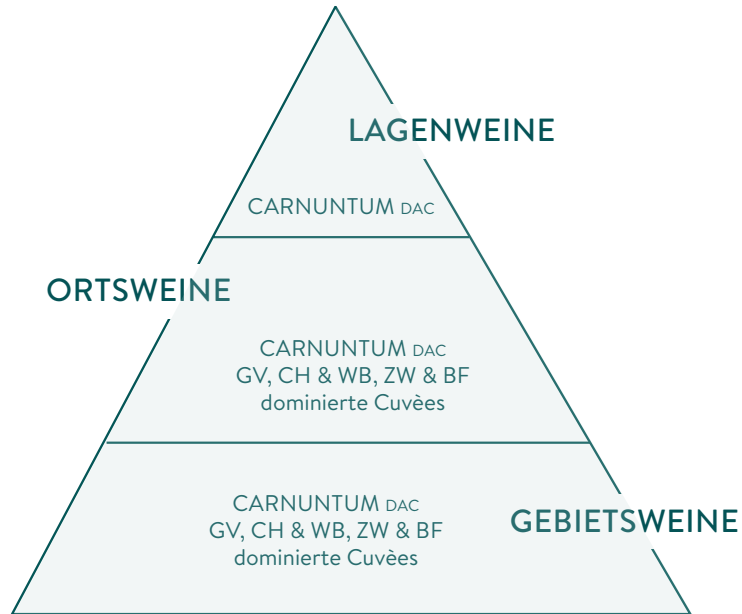 LAGENWEINE
CARNUNTUM DAC
ORTSWEINE
CARNUNTUM DAC
GV, CH & WB, ZW & BF
dominierte Cuvèes
CARNUNTUM DAC
GV, CH & WB, ZW & BF
dominierte Cuvèes
GEBIETSWEINE